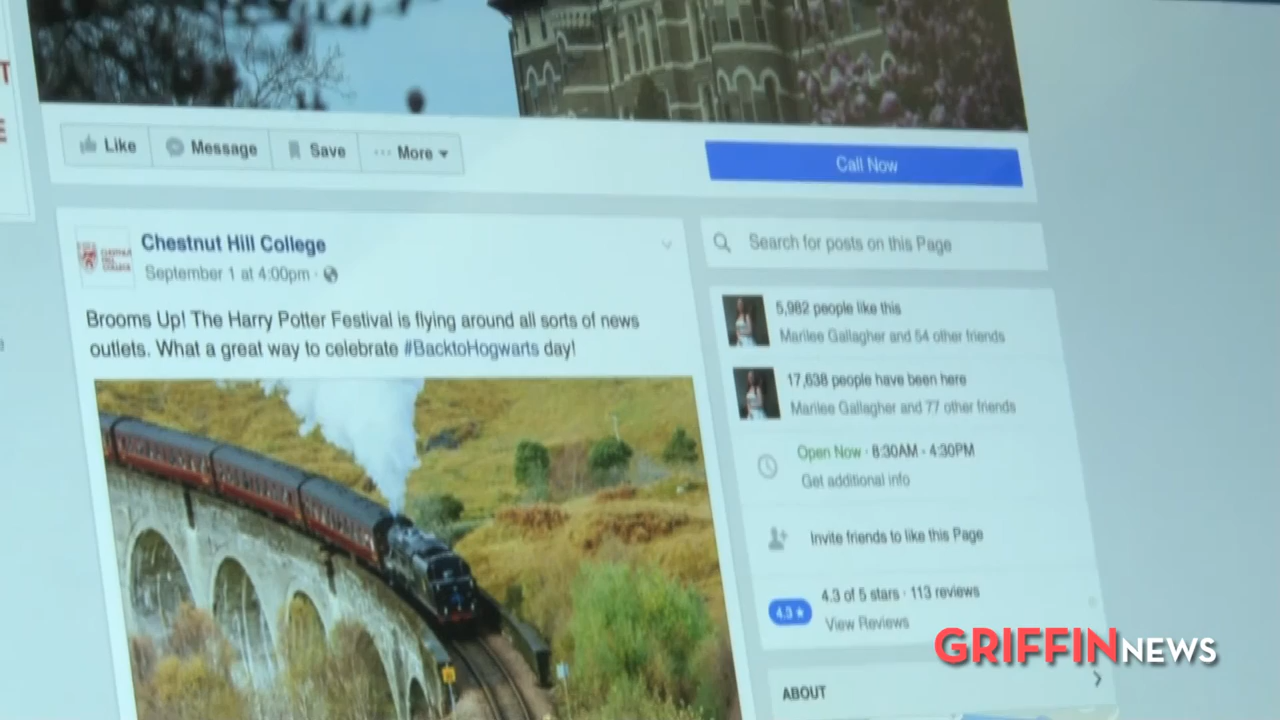 T
E
Like
Message
Save
More
Call Now
CHESTNUT
HILL
COLLEGE
Chestnut Hill College
September 1 at 4:00pm ·
Brooms Up! The Harry Potter Festival is flying around all sorts of news
outlets. What a great way to celebrate #BacktoHogwarts day!
Search for posts on this Page
5,982 people like this
Marilee Gallagher and 54 other friends
17,638 people have been here
Marilee Gallagher and 77 other friends
Open Now · 8:30AM - 4:30PM
Get additional info
Invite friends to like this Page
4.3 ★
4.3 of 5 stars · 113 reviews
View Reviews
ABOUT
GRIFFINNEWS